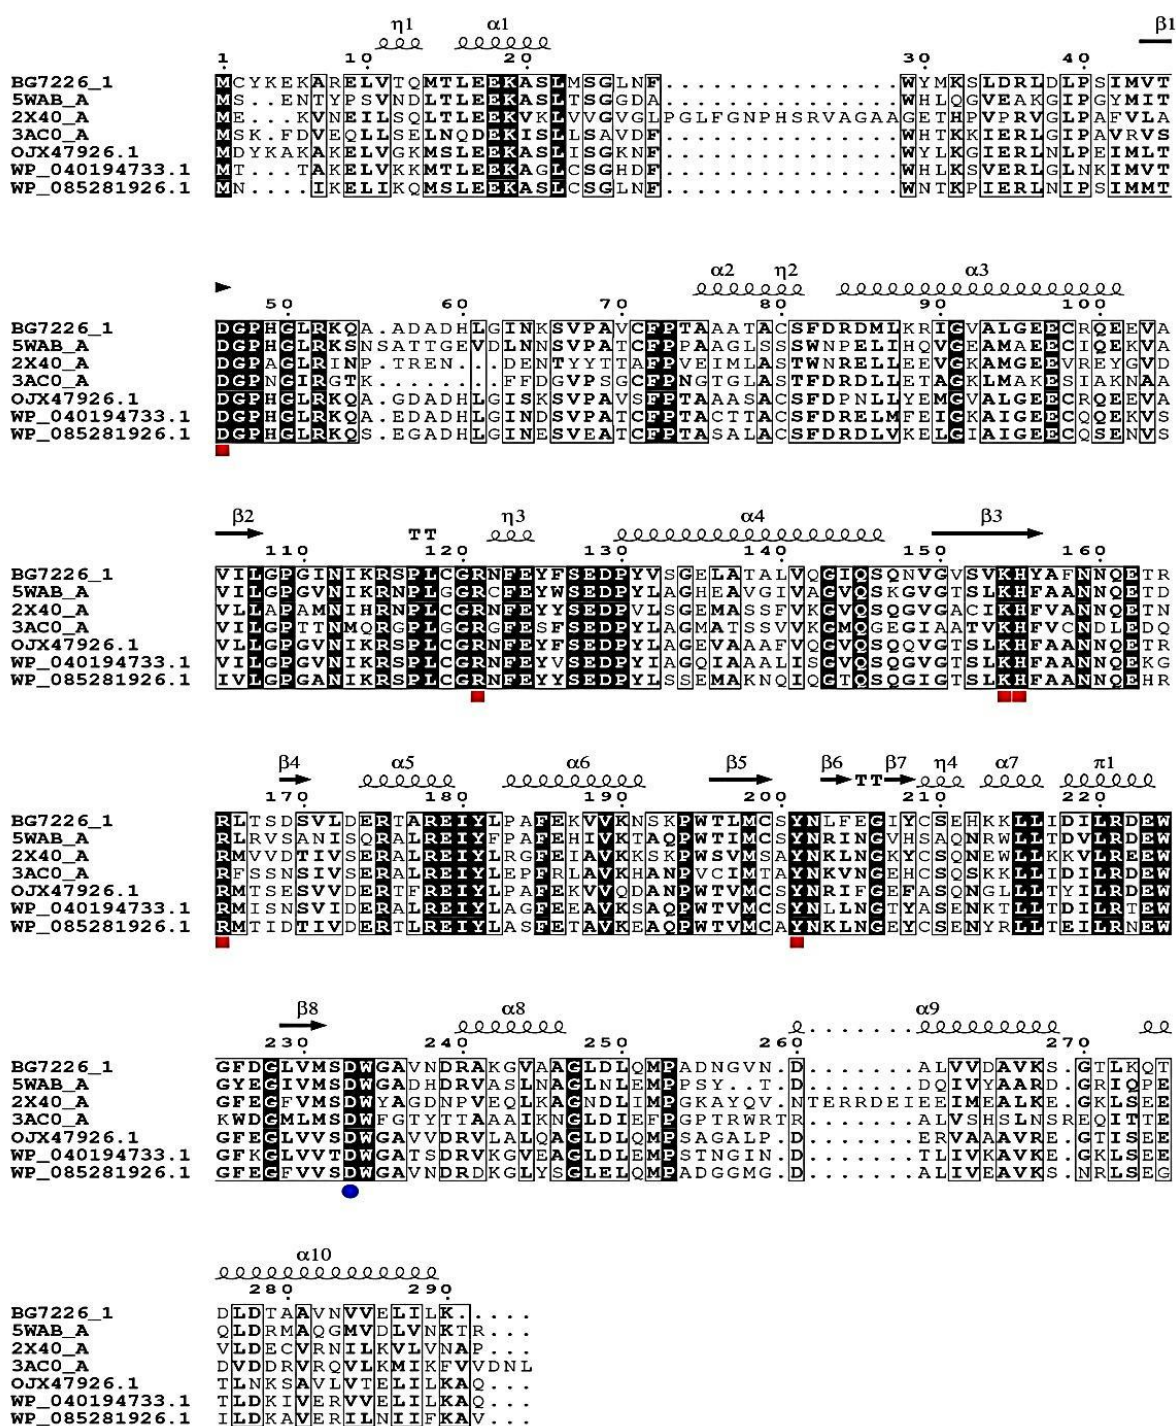 η1 α1 β1
1 10 20 30 40
BG7226_1 MCYKEKARELVTQMTLEEKASLMSGLNF...............WYMKSLDRLDLPSIMVT
5WAB_A MS..ENTYPSVNDLTLEEKASLTSGGDA...............WHLQGVEAKGIPGYMIT
2X40_A ME...KVNEILSQLTLEEKVKLVVGVGLPGLFGNPHSRVAGAAGETHPVPRVGLPAFVLA
3AC0_A MSK.FDVEQLLSELNQDEKISLLSAVDF...............WHTKKIERLGIPAVRVS
OJX47926.1 MDYKAKAKELVGKMSLEEKASLISGKNF...............WYLKGIERLNLPEIMLT
WP_040194733.1 MT...TAKELVKKMTLEEKAGLCSGHDF...............WHLKSVERLGLNKIMVT
WP_085281926.1 MN....IKELIKQMSLEEKASLCSGLNF...............WNTKPIERLNIPSIMMT
α2 η2 α3
50 60 70 80 90 100
BG7226_1 DGPHGLRKQA.ADADHLGINKSVPAVCFPTAAATACSFDRDMLKRIGVALGEECRQEEVA
5WAB_A DGPHGLRKSNSATTGEVDLNNSVPATCFPPAAGLSSSWNPELIHQVGEAMAEECIQEKVA
2X40_A DGPAGLRINP.TREN...DENTYYTTAFPVEIMLASTWNRELLEEVGKAMGEEVREYGVD
3AC0_A DGPNGIRGTK........FFDGVPSGCFPNGTGLASTFDRDLLETAGKLMAKESIAKNAA
OJX47926.1 DGPHGLRKQA.GDADHLGISKSVPAVSFPTAAASACSFDPNLLYEMGVALGEECRQEEVA
WP_040194733.1 DGPHGLRKQA.EDADHLGINDSVPATCFPTACTTACSFDRELMFEIGKAIGEECQQEKVS
WP_085281926.1 DGPHGLRKQS.EGADHLGINESVEATCFPTASALACSFDRDLVKELGIAIGEECQSENVS
β2 TT η3 α4 β3
110 120 130 140 150 160
BG7226_1 VILGPGINIKRSPLCGRNFEYFSEDPYVSGELATALVQGIQSQNVGVSVKHYAFNNQETR
5WAB_A VILGPGVNIKRNPLGGRCFEYWSEDPYLAGHEAVGIVAGVQSKGVGTSLKHFAANNQETD
2X40_A VLLAPAMNIHRNPLCGRNFEYYSEDPVLSGEMASSFVKGVQSQGVGACIKHFVANNQETN
3AC0_A VILGPTTNMQRGPLGGRGFESFSEDPYLAGMATSSVVKGMQGEGIAATVKHFVCNDLEDQ
OJX47926.1 VLLGPGVNIKRSPLCGRNFEYFSEDPYLAGEVAAAFVQGVQSQQVGTSLKHFAANNQETR
WP_040194733.1 VILGPGVNIKRSPLCGRNFEYVSEDPYIAGQIAAALISGVQSQGVGTSLKHFAANNQEKG
WP_085281926.1 IVLGPGANIKRSPLCGRNFEYYSEDPYLSSEMAKNQIQGTQSQGIGTSLKHFAANNQEHR
β4 α5 α6 β5 β6 TT β7 η4 α7 π1
170 180 190 200 210 220
BG7226_1 RLTSDSVLDERTAREIYLPAFEKVVKNSKPWTLMCSYNLFEGIYCSEHKKLLIDILRDEW
5WAB_A RLRVSANISQRALREIYFPAFEHIVKTAQPWTIMCSYNRINGVHSAQNHWLLTDVLRDEW
2X40_A RMVVDTIVSERALREIYLRGFEIAVKKSKPWSVMSAYNKLNGKYCSQNEWLLKKVLREEW
3AC0_A RFSSNSIVSERALREIYLEPFRLAVKHANPVCIMTAYNKVNGEHCSQSKKLLIDILRDEW
OJX47926.1 RMTSESVVDERTFREIYLPAFEKVVQDANPWTVMCSYNRIFGEFASQNGLLLTYILRDEW
WP_040194733.1 RMISNSVIDERALREIYLAGFEEAVKSAQPWTVMCSYNLLNGTYASENKTLLTDILRTEW
WP_085281926.1 RMTIDTIVDERTLREIYLASFETAVKEAQPWTVMCAYNKLNGEYCSENYRLLTEILRNEW
β8 α8 α9
230 240 250 260 270
BG7226_1 GFDGLVMSDWGAVNDRAKGVAAGLDLQMPADNGVN.D.......ALVVDAVKS.GTLKQT
5WAB_A GYEGIVMSDWGADHDRVASLNAGLNLEMPPSY..T.D.......DQIVYAARD.GRIQPE
2X40_A GFEGFVMSDWYAGDNPVEQLKAGNDLIMPGKAYQV.NTERRDEIEEIMEALKE.GKLSEE
3AC0_A KWDGMLMSDWFGTYTTAAAIKNGLDIEFPGPTRWRTR.......ALVSHSLNSREQITTE
OJX47926.1 GFEGLVVSDWGAVVDRVLALQAGLDLQMPSAGALP.D.......ERVAAAVRE.GTISEE
WP_040194733.1 GFKGLVVTDWGATSDRVKGVEAGLDLQMPSTNGIN.D.......TLIVKAVKE.GKLSEE
WP_085281926.1 GFEGFVVSDWGAVNDRDKGLYSGLELQMPADGGMG.D.......ALIVEAVKS.NRLSEG
α10
280 290
BG7226_1 DLDTAAVNVVELILK....
5WAB_A QLDRMAQGMVDLVNKTR...
2X40_A VLDECVRNILKVLVNAP...
3AC0_A DVDDRVRQVLKMIKFVVDNL
OJX47926.1 TLNKSAVLVTELILKAQ...
WP_040194733.1 TLDKIVERVVELILKAQ...
WP_085281926.1 ILDKAVERILNIIFKAV...